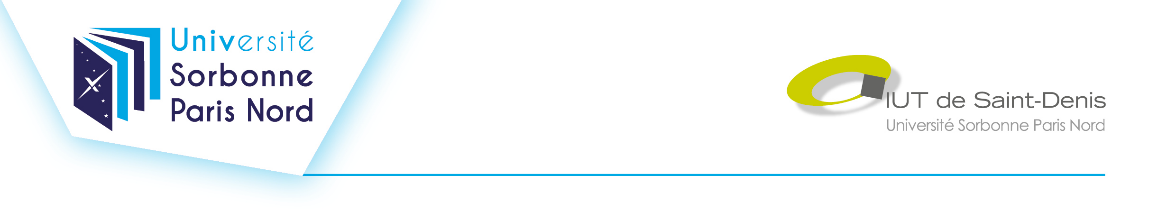 Université
Sorbonne
Paris Nord
IUT de Saint-Denis
Université Sorbonne Paris Nord